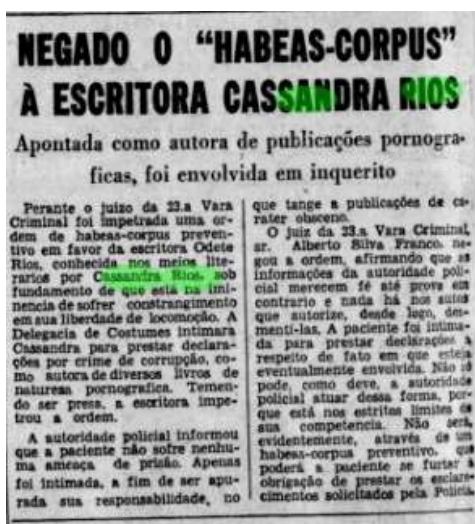 NEGADO O "HABEAS-CORPUS"
À ESCRITORA CASSANDRA RIOS
Apontada como autora de publicações pornogra-
ficas, foi envolvida em inquerito
Perante o juizo da 23.a Vara
Criminal foi impetrada uma or-
dem de habeas-corpus preven-
tivo em favor da escritora Odete
Rios, conhecida nos meios lite-
rarios por Cassandra Rios, sob
fundamento de que está na imi-
nencia de sofrer constrangimento
em sua liberdade de locomoção. A
Delegacia de Costumes intimara
Cassandra para prestar declara-
ções por crime de corrupção, co-
mo autora de diversos livros de
natureza pornografica. Temen-
do ser presa, a escritora impe-
trou a ordem.
A autoridade policial informou
que a paciente não sofre nenhu-
ma ameaça de prisão. Apenas
foi intimada, a fim de ser apu-
rada sua responsabilidade, no
que tange a publicações de ca-
rater obsceno.
O juiz da 23.a Vara Criminal,
sr. Alberto Silva Franco, ne-
gou a ordem, afirmando que as
informações da autoridade poli-
cial merecem fé até prova em
contrario e nada há nos autos
que autorize, desde logo, des-
menti-las. A paciente foi intima-
da para prestar declarações a
respeito de fato em que esteja
eventualmente envolvida. Não só
pode, como deve, a autoridade
policial atuar dessa forma, por-
que está nos estritos limites de
sua competencia. Não será,
evidentemente, através de um
habeas-corpus preventivo, que
poderá a paciente se furtar à
obrigação de prestar os esclare-
cimentos solicitados pela Policia